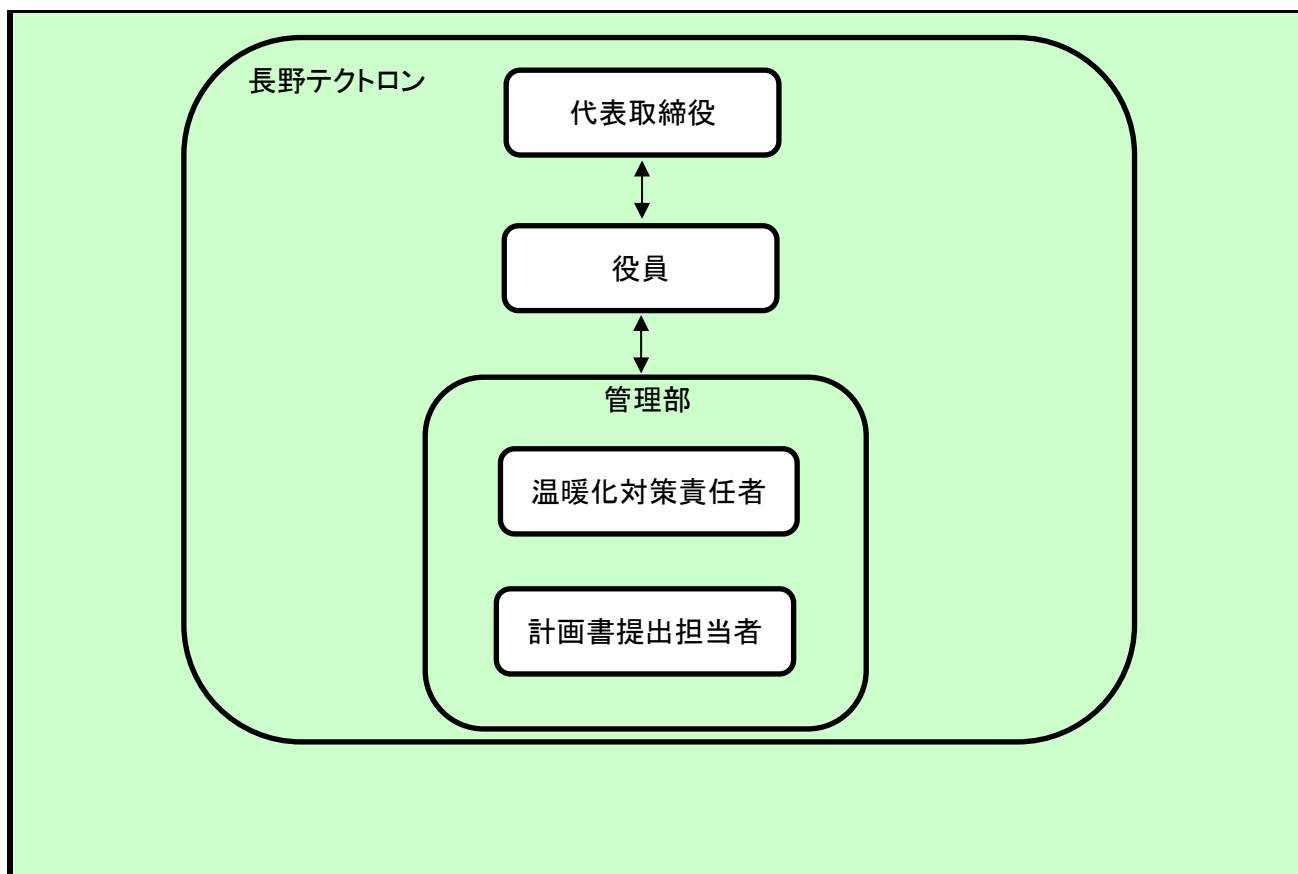 長野テクトロン
代表取締役
役員
管理部
温暖化対策責任者
計画書提出担当者